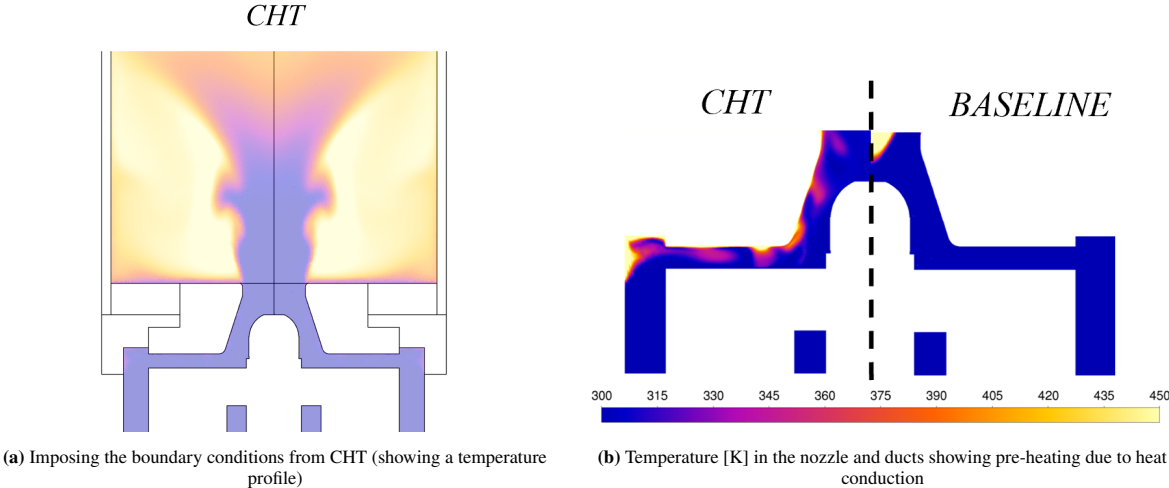 CHT
CHT
BASELINE
300 315 330 345 360 375 390 405 420 435 450
(a) Imposing the boundary conditions from CHT (showing a temperature
profile)
(b) Temperature [K] in the nozzle and ducts showing pre-heating due to heat
conduction